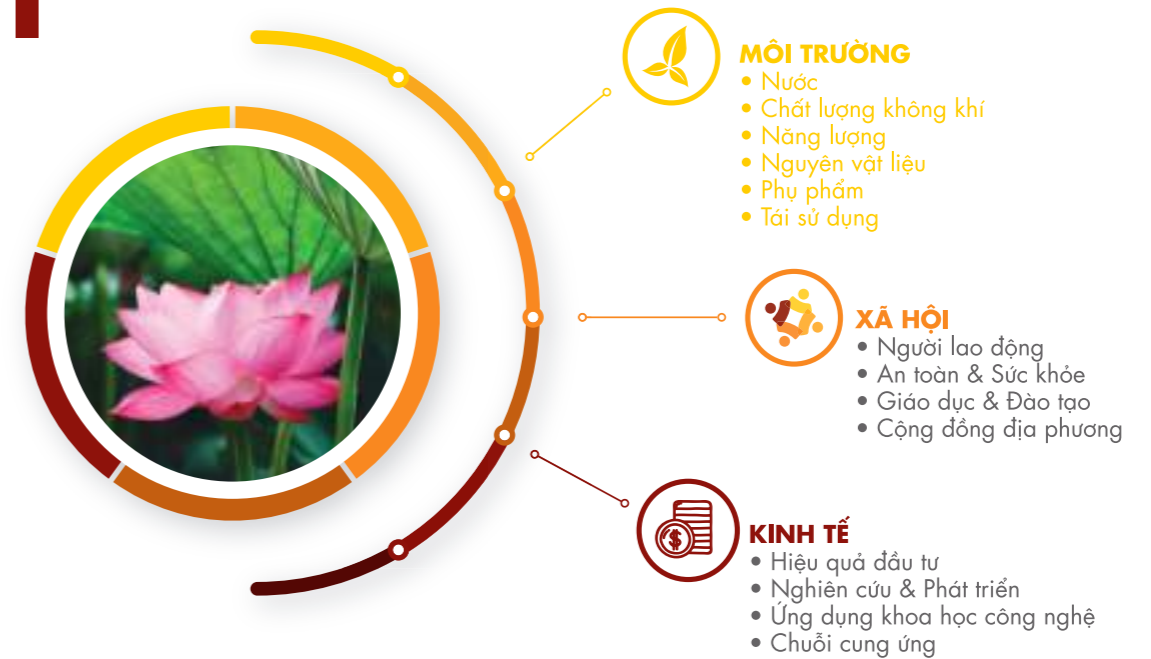 MÔI TRƯỜNG
• Nước
• Chất lượng không khí
• Năng lượng
• Nguyên vật liệu
• Phụ phẩm
• Tái sử dụng
XÃ HỘI
• Người lao động
• An toàn & Sức khỏe
• Giáo dục & Đào tạo
• Cộng đồng địa phương
$
KINH TẾ
• Hiệu quả đầu tư
• Nghiên cứu & Phát triển
• Ứng dụng khoa học công nghệ
• Chuỗi cung ứng